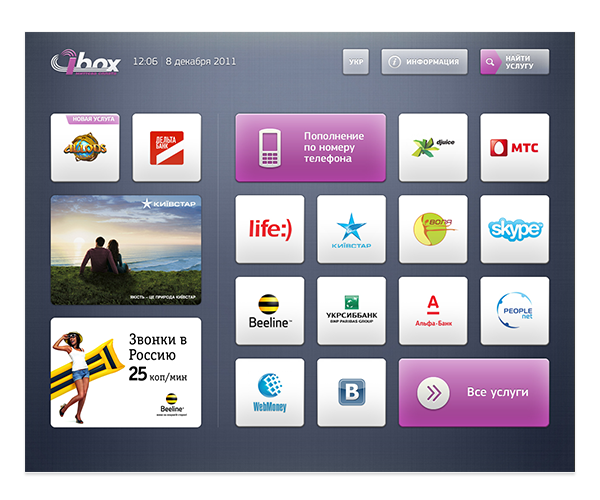 ibox
12:06 8 декабря 2011
УКР
ИНФОРМАЦИЯ
НАЙТИ
УСЛУГУ
НОВАЯ УСЛУГА
ДЕЛЬТА
БАНК
Пополнение
по номеру
телефона
djuice
МТС
КИЇВСТАР
ЯКІСТЬ – ЦЕ ПРИРОДА КИЇВСТАР
life:)
КИЇВСТАР
ВОЛЯ
skype
Звонки в
Россию
25 коп/мин
Beeline
Beeline
УКРСИББАНК
BNP PARIBAS GROUP
Альфа·Банк
PEOPLE
net
WebMoney
В
Все услуги